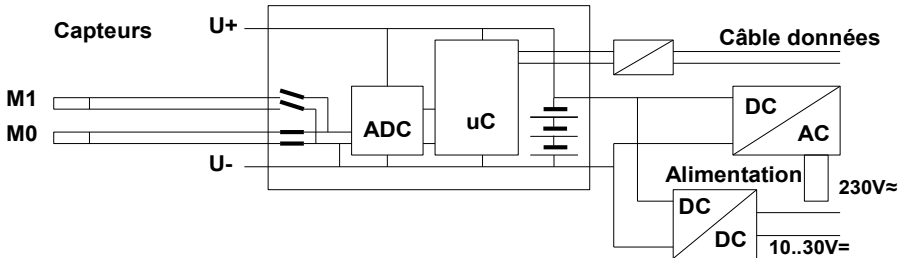 Capteurs
U+
Câble données
M1
M0
ADC
uC
DC
AC
U-
Alimentation
230V≈
DC
DC
10..30V=